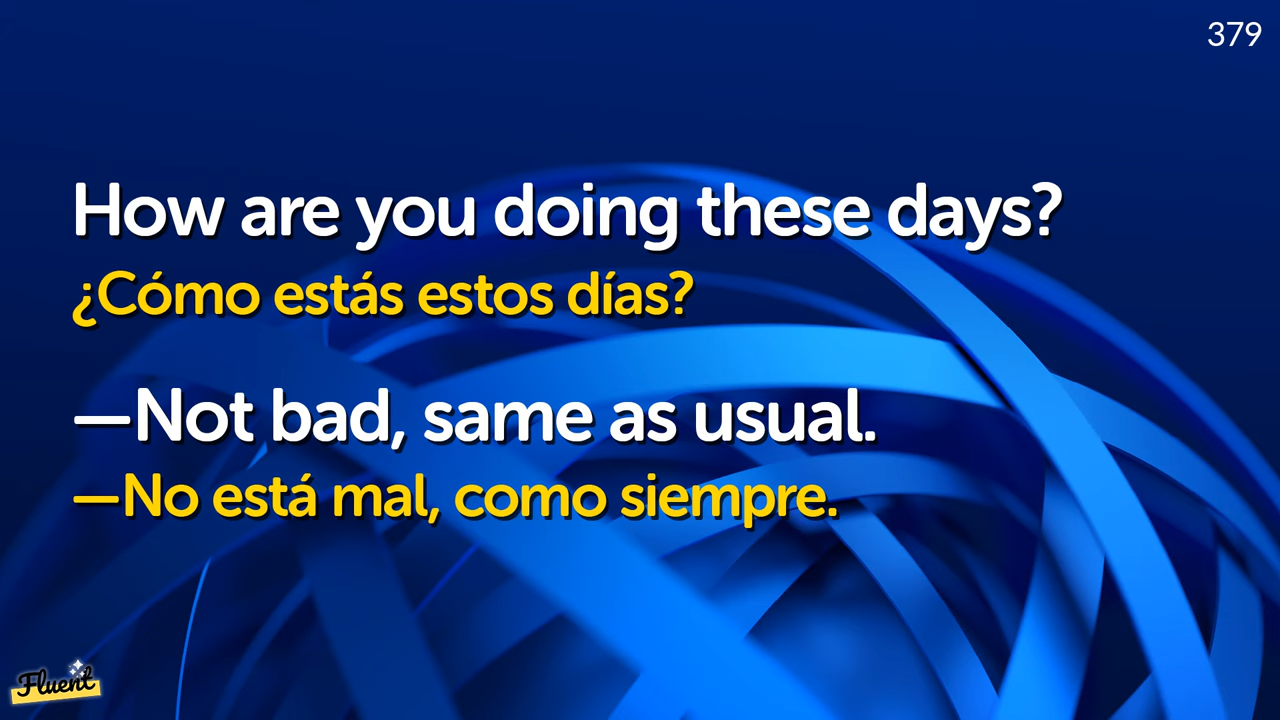 379
How are you doing these days?
¿Cómo estás estos días?
—Not bad, same as usual.
—No está mal, como siempre.
Fluent